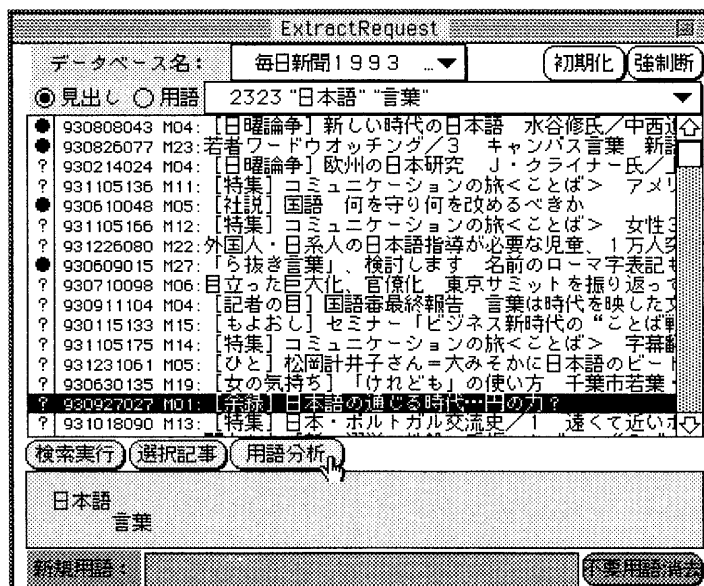 ExtractRequest
データベース名： 毎日新聞1993 …▼ 初期化 強制断
見出し 用語 2323 "日本語" "言葉"
930808043 M04: [日曜論争] 新しい時代の日本語 水谷修氏／中西
930826077 M23: 若者ワードウオッチング／3 キャンパス言葉 新
? 930214024 M04: [日曜論争] 欧州の日本研究 J・クライナー氏／
? 931105136 M11: [特集] コミュニケーションの旅＜ことば＞ アメリ
930610048 M05: [社説] 国語 何を守り何を改めるべきか
? 931105166 M12: [特集] コミュニケーションの旅＜ことば＞ 女性3
? 931226080 M22: 外国人・日系人の日本語指導が必要な児童、1万人
930609015 M27: 「ら抜き言葉」、検討します 名前のローマ字表記も
? 930710098 M06: 目立った巨大化、官僚化 東京サミットを振り返って
? 930911104 M04: [記者の目] 国語審最終報告 言葉は時代を映した
? 930115133 M15: [もよおし] セミナー「ビジネス新時代の“ことば
? 931105175 M14: [特集] コミュニケーションの旅＜ことば＞ 字幕
? 931231061 M05: [ひと] 松岡計井子さん＝大みそかに日本語のビート
? 930630135 M19: [女の気持ち] 「けれども」の使い方 千葉市若葉・
? 930927027 M01: [余録] 日本語の通じる時代…円の力？
? 931018090 M13: [特集] 日本・ポルトガル交流史／1 遠くて近い
検索実行 選択記事 用語分析
日本語
言葉
新規用語： 不要用語消去